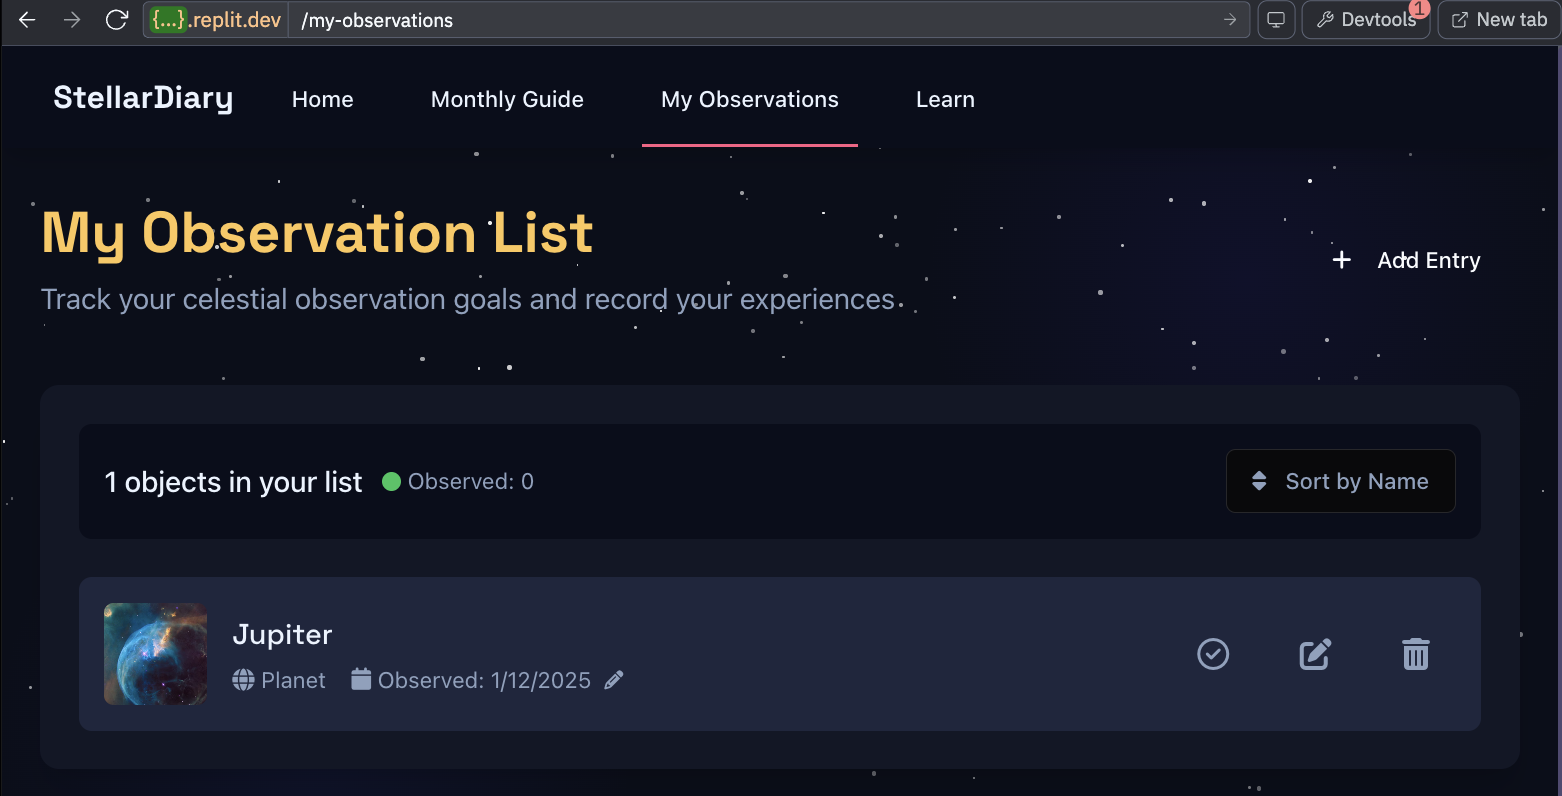 {...}.replit.dev /my-observations Devtools 1 New tab
StellarDiary Home Monthly Guide My Observations Learn
My Observation List
+ Add Entry
Track your celestial observation goals and record your experiences.
1 objects in your list Observed: 0 Sort by Name
Jupiter
Planet Observed: 1/12/2025